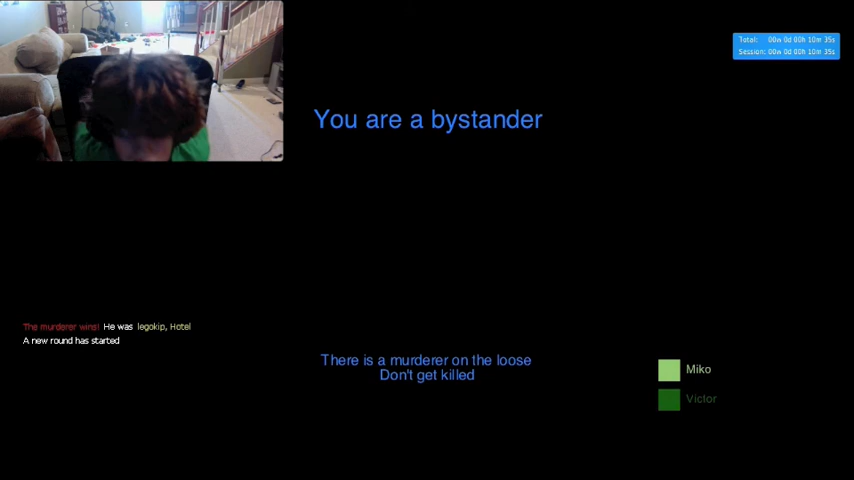 Total: 00w 0d 00h 10m 35s
Session: 00w 0d 00h 10m 35s
You are a bystander
The murderer wins! He was legokip, Hotel
A new round has started
There is a murderer on the loose
Don't get killed
Miko
Victor